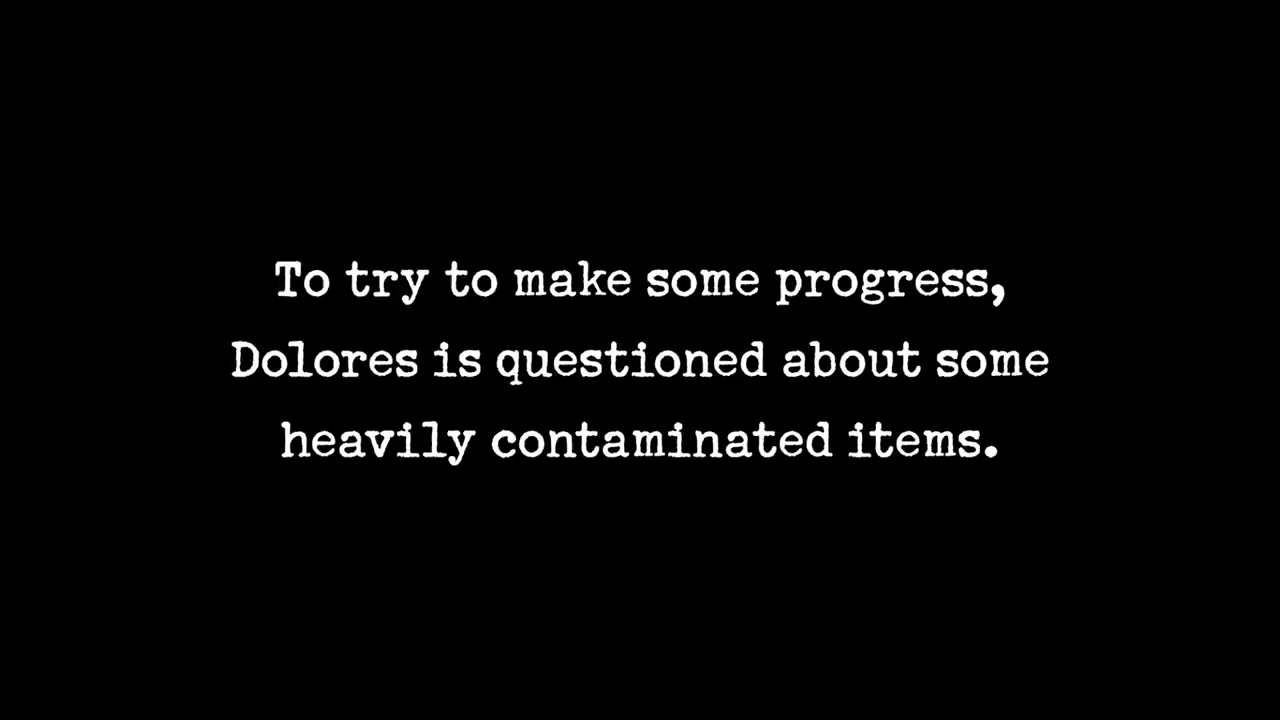 To try to make some progress,
Dolores is questioned about some
heavily contaminated items.